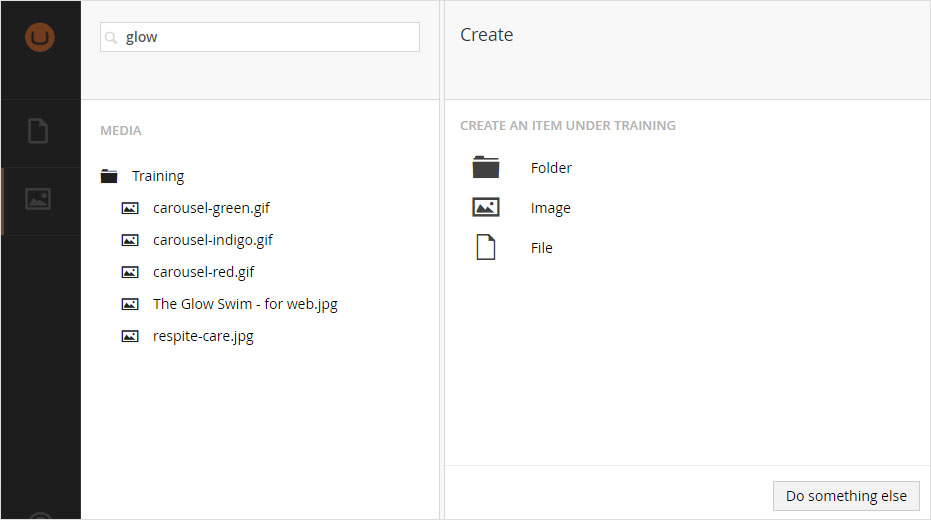 glow
MEDIA
Training
carousel-green.gif
carousel-indigo.gif
carousel-red.gif
The Glow Swim - for web.jpg
respite-care.jpg
Create
CREATE AN ITEM UNDER TRAINING
Folder
Image
File
Do something else